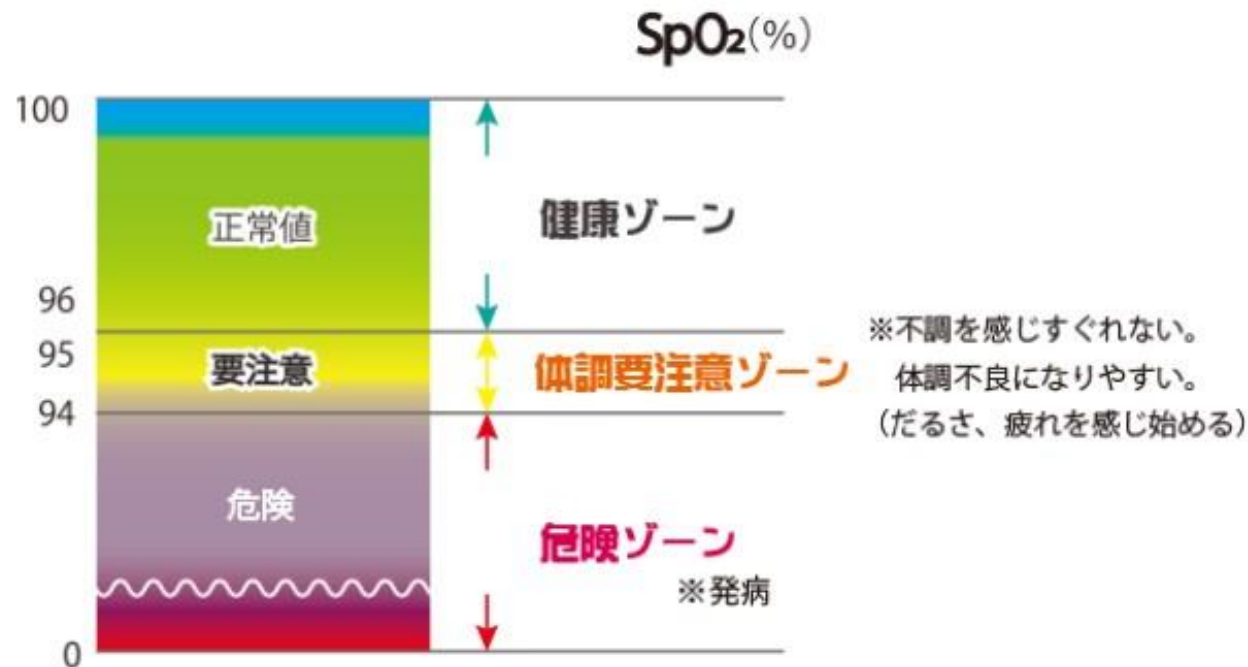 SpO₂(%)
100
正常値
健康ゾーン
96
95
要注意
体調要注意ゾーン
※不調を感じすぐれない。
体調不良になりやすい。
(だるさ、疲れを感じ始める)
94
危険
危険ゾーン
※発病
0